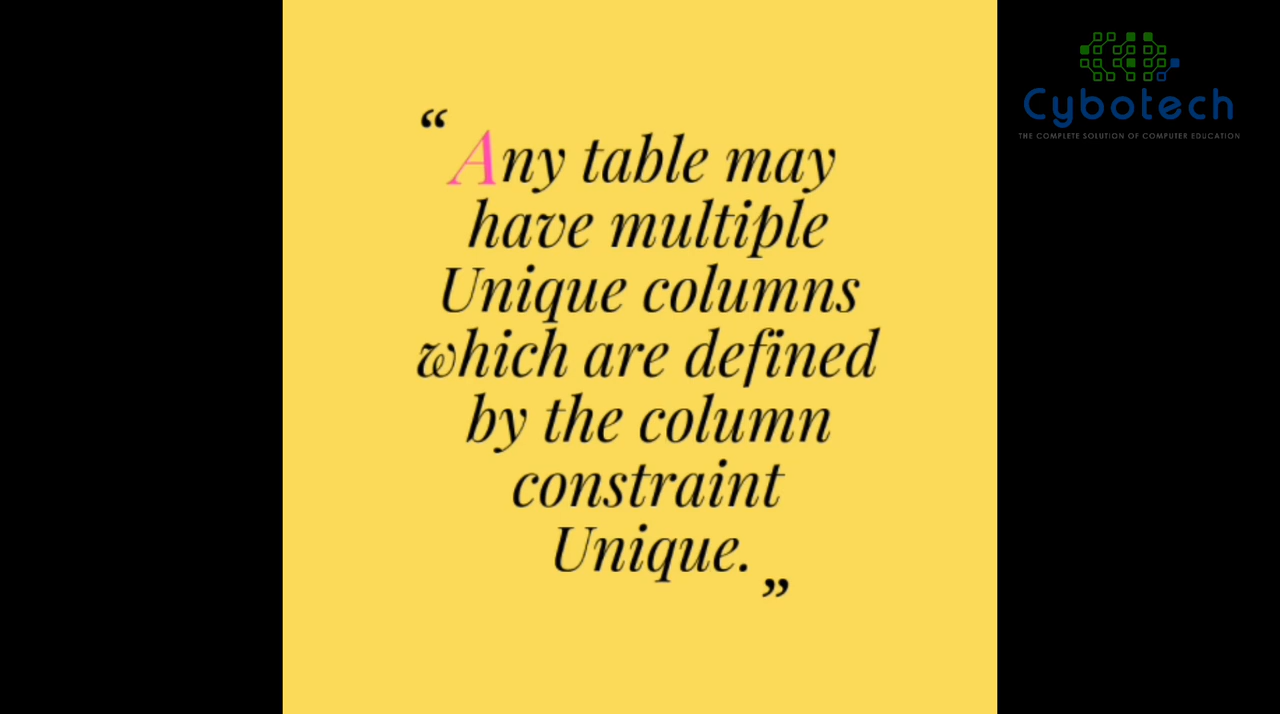 “
Any table may
have multiple
Unique columns
which are defined
by the column
constraint
Unique.
”
Cybotech
THE COMPLETE SOLUTION OF COMPUTER EDUCATION